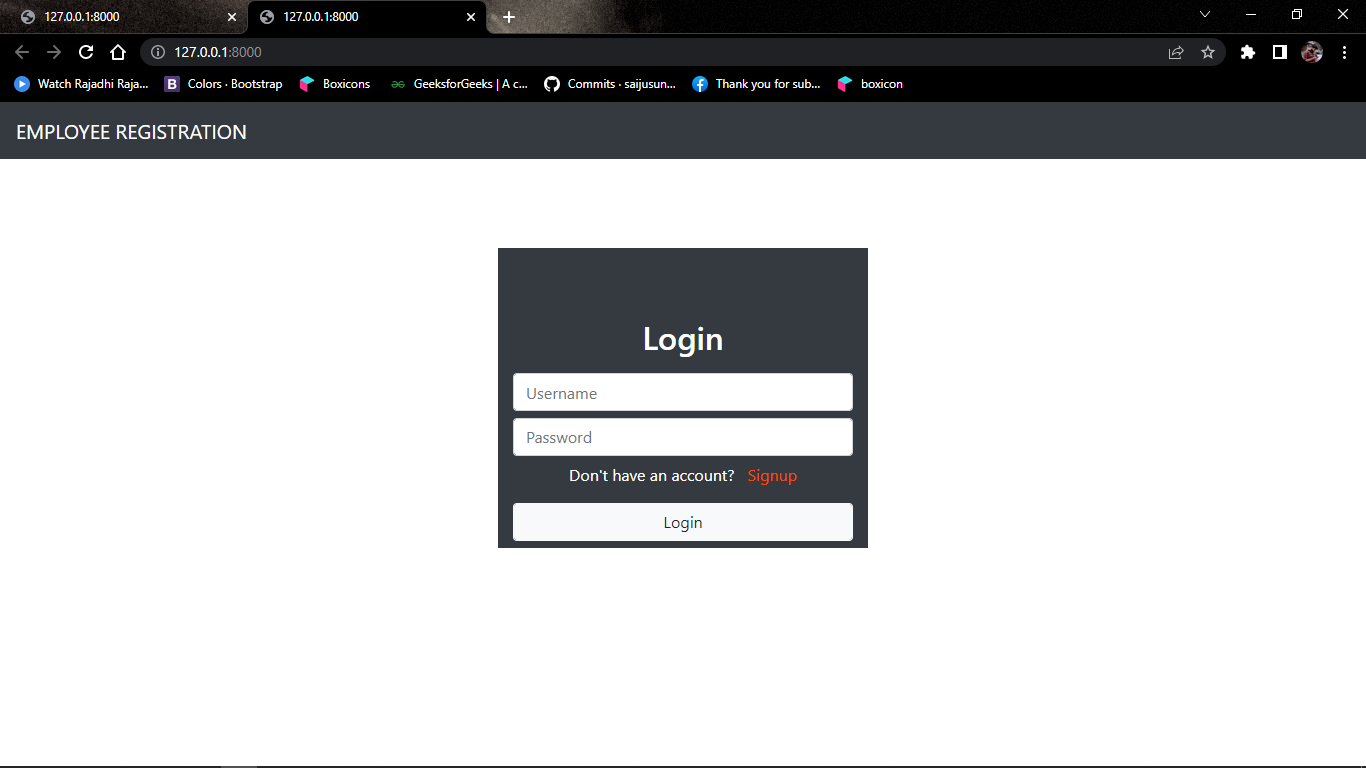 127.0.0.1:8000
127.0.0.1:8000
127.0.0.1:8000
Watch Rajadhi Raja... Colors · Bootstrap Boxicons GeeksforGeeks | A c... Commits · saijusun... Thank you for sub... boxicon
EMPLOYEE REGISTRATION
Login
Username
Password
Don't have an account? Signup
Login